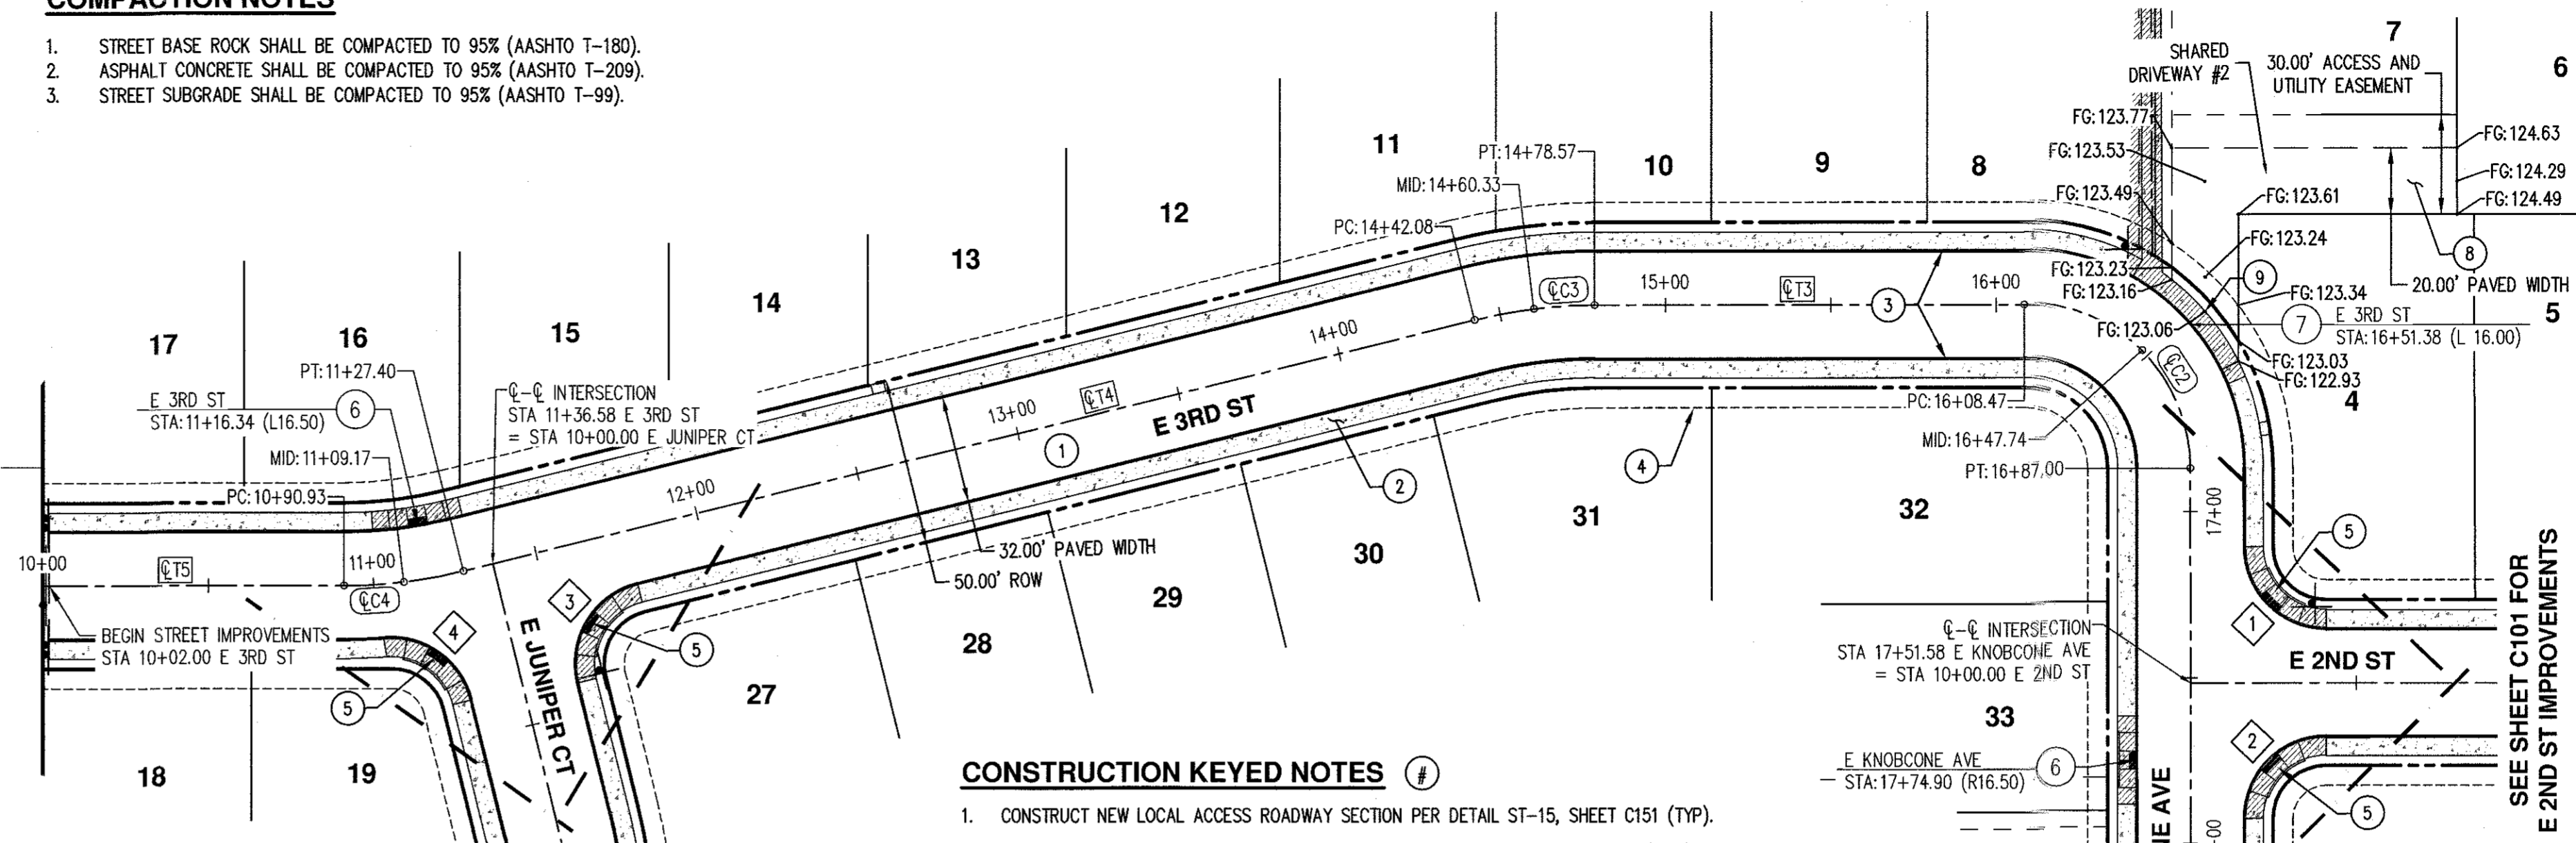 COMPACTION NOTES
1. STREET BASE ROCK SHALL BE COMPACTED TO 95% (AASHTO T-180).
2. ASPHALT CONCRETE SHALL BE COMPACTED TO 95% (AASHTO T-209).
3. STREET SUBGRADE SHALL BE COMPACTED TO 95% (AASHTO T-99).
17
16
15
14
13
12
11
10
9
8
7
6
5
4
SHARED
DRIVEWAY #2
30.00' ACCESS AND
UTILITY EASEMENT
FG:123.77
FG:123.53
FG:123.49
FG:123.61
FG:124.63
FG:124.29
FG:124.49
FG:123.24
8
9
FG:123.23
FG:123.16
FG:123.34
20.00' PAVED WIDTH
FG:123.06
7
E 3RD ST
STA:16+51.38 (L 16.00)
FG:123.03
FG:122.93
PT:14+78.57
MID:14+60.33
PC:14+42.08
℄C3
15+00
℄T3
16+00
3
℄C2
PC:16+08.47
MID:16+47.74
PT:16+87.00
17+00
14+00
℄T4
13+00
E 3RD ST
1
2
4
12+00
PT:11+27.40
E 3RD ST
STA:11+16.34 (L16.50)
6
MID:11+09.17
PC:10+90.93
℄-℄ INTERSECTION
STA 11+36.58 E 3RD ST
= STA 10+00.00 E JUNIPER CT
10+00
℄T5
11+00
℄C4
BEGIN STREET IMPROVEMENTS
STA 10+02.00 E 3RD ST
4
3
5
5
E JUNIPER CT
32.00' PAVED WIDTH
50.00' ROW
18
19
27
28
29
30
31
32
33
℄-℄ INTERSECTION
STA 17+51.58 E KNOBCONE AVE
= STA 10+00.00 E 2ND ST
E KNOBCONE AVE
STA:17+74.90 (R16.50)
6
5
1
E 2ND ST
2
5
NE AVE
+00
SEE SHEET C101 FOR
E 2ND ST IMPROVEMENTS
CONSTRUCTION KEYED NOTES #
1. CONSTRUCT NEW LOCAL ACCESS ROADWAY SECTION PER DETAIL ST-15, SHEET C151 (TYP).